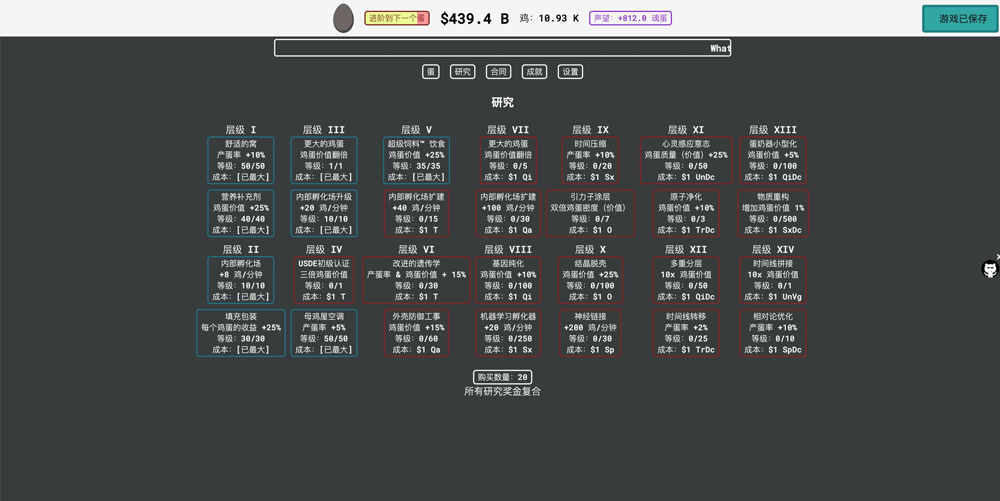 进阶到下一个蛋
$439.4 B
鸡: 10.93 K
声望: +812.0 魂蛋
游戏已保存
What
蛋
研究
合同
成就
设置
研究
层级 I
舒适的窝
产蛋率 +10%
等级: 50/50
成本: [已最大]
营养补充剂
鸡蛋价值 +25%
等级: 40/40
成本: [已最大]
层级 III
更大的鸡蛋
鸡蛋价值翻倍
等级: 1/1
成本: [已最大]
内部孵化场升级
+20 鸡/分钟
等级: 10/10
成本: [已最大]
层级 V
超级饲料™ 饮食
鸡蛋价值 +25%
等级: 35/35
成本: [已最大]
内部孵化场扩建
+40 鸡/分钟
等级: 0/15
成本: $1 T
层级 VII
更大的鸡蛋
鸡蛋价值翻倍
等级: 0/5
成本: $1 Qi
内部孵化场扩建
+100 鸡/分钟
等级: 0/30
成本: $1 Qa
层级 IX
时间压缩
产蛋率 +10%
等级: 0/20
成本: $1 Sx
引力子涂层
双倍鸡蛋密度（价值）
等级: 0/7
成本: $1 O
层级 XI
心灵感应意志
鸡蛋质量（价值）+25%
等级: 0/50
成本: $1 UnDc
原子净化
鸡蛋价值 +10%
等级: 0/3
成本: $1 TrDc
层级 XIII
蛋奶器小型化
鸡蛋价值 +5%
等级: 0/100
成本: $1 QiDc
物质重构
增加鸡蛋价值 1%
等级: 0/500
成本: $1 SxDc
层级 II
内部孵化场
+8 鸡/分钟
等级: 10/10
成本: [已最大]
填充包装
每个鸡蛋的收益 +25%
等级: 30/30
成本: [已最大]
层级 IV
USDE初级认证
三倍鸡蛋价值
等级: 0/1
成本: $1 T
母鸡屋空调
产蛋率 +5%
等级: 50/50
成本: [已最大]
层级 VI
改进的遗传学
产蛋率 & 鸡蛋价值 + 15%
等级: 0/30
成本: $1 T
外壳防御工事
鸡蛋价值 +15%
等级: 0/60
成本: $1 Qa
层级 VIII
基因纯化
鸡蛋价值 +10%
等级: 0/100
成本: $1 Qi
机器学习孵化器
+20 鸡/分钟
等级: 0/250
成本: $1 Sx
层级 X
结晶脱壳
鸡蛋价值 +25%
等级: 0/100
成本: $1 O
神经链接
+200 鸡/分钟
等级: 0/30
成本: $1 Sp
层级 XII
多重分层
10x 鸡蛋价值
等级: 0/50
成本: $1 QiDc
时间线转移
产蛋率 +2%
等级: 0/25
成本: $1 TrDc
层级 XIV
时间线拼接
10x 鸡蛋价值
等级: 0/1
成本: $1 UnVg
相对论优化
产蛋率 +10%
等级: 0/10
成本: $1 SpDc
购买数量: 20
所有研究奖金复合